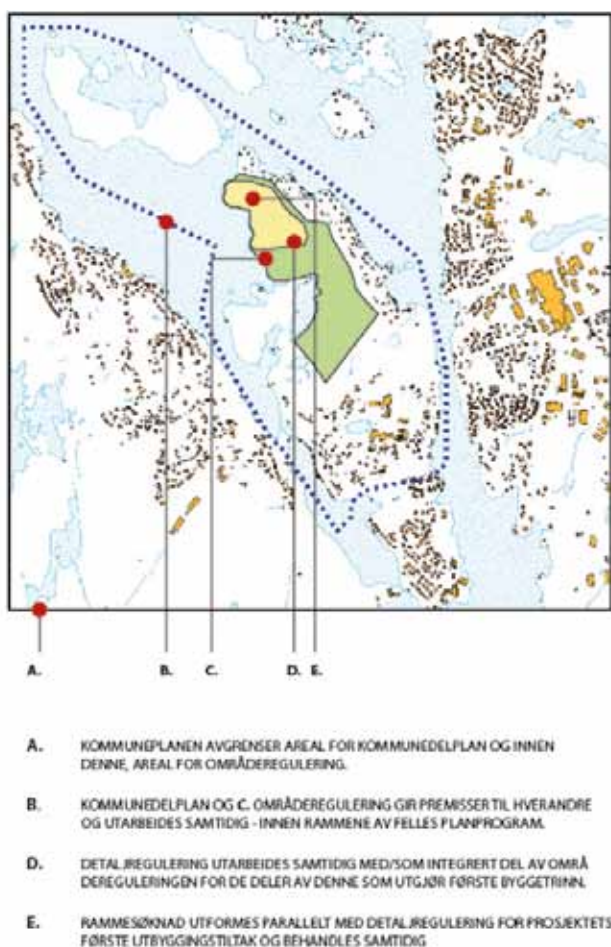 A.
B.
C.
D.
E.
A. KOMMUNEPLANEN AVGRENSER AREAL FOR KOMMUNEDELPLAN OG INNEN
DENNE, AREAL FOR OMRÅDEREGULERING.
B. KOMMUNEDELPLAN OG C. OMRÅDEREGULERING GIR PREMISSER TIL HVERANDRE
OG UTARBEIDES SAMTIDIG - INNEN RAMMENE AV FELLES PLANPROGRAM.
D. DETALJREGULERING UTARBEIDES SAMTIDIG MED/SOM INTEGRERT DEL AV OMRÅ
DEREGULERINGEN FOR DE DELER AV DENNE SOM UTGJØR FØRSTE BYGGETRINN.
E. RAMMESØKNAD UTFORMES PARALLELT MED DETALJREGULERING FOR PROSJEKTETS
FØRSTE UTBYGGINGSTILTAK OG BEHANDLES SAMTIDIG